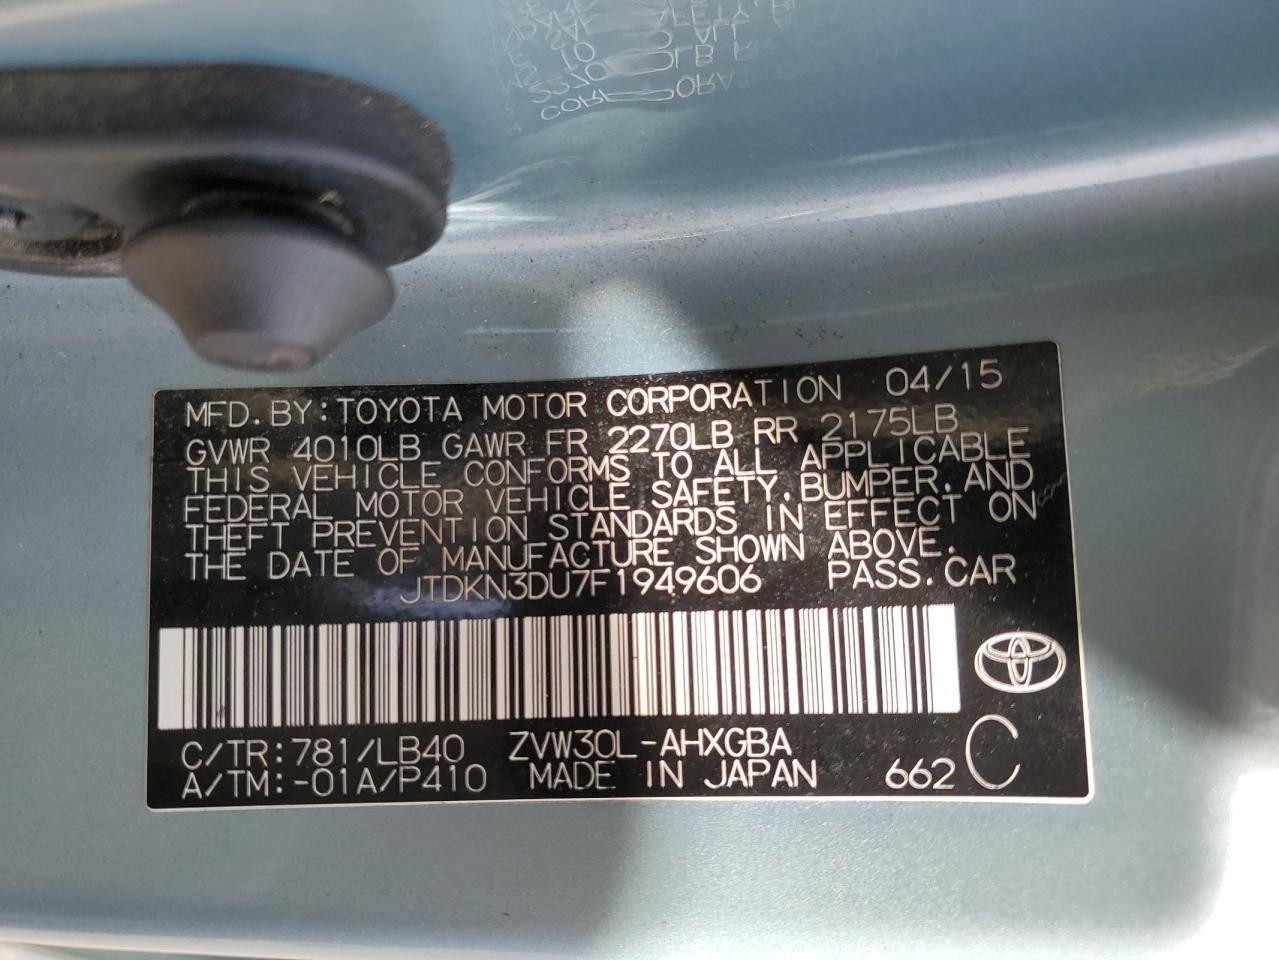 MFD. BY: TOYOTA MOTOR CORPORATION 04/15
GVWR 4010LB GAWR FR 2270LB RR 2175LB
THIS VEHICLE CONFORMS TO ALL APPLICABLE
FEDERAL MOTOR VEHICLE SAFETY, BUMPER, AND
THEFT PREVENTION STANDARDS IN EFFECT ON
THE DATE OF MANUFACTURE SHOWN ABOVE.
JTDKN3DU7F1949606 PASS. CAR
C/TR: 781/LB40 ZVW30L-AHXGBA
A/TM: -01A/P410 MADE IN JAPAN 662 C